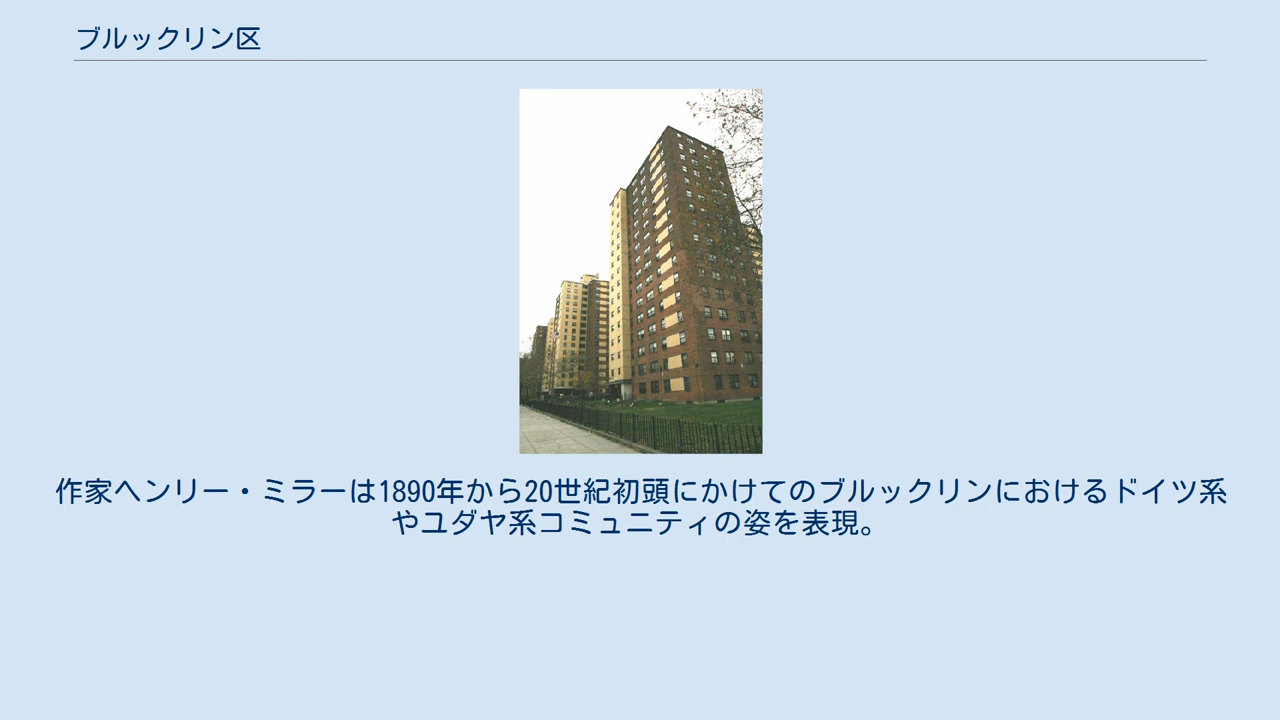 ブルックリン区
作家ヘンリー・ミラーは1890年から20世紀初頭にかけてのブルックリンにおけるドイツ系
やユダヤ系コミュニティの姿を表現。